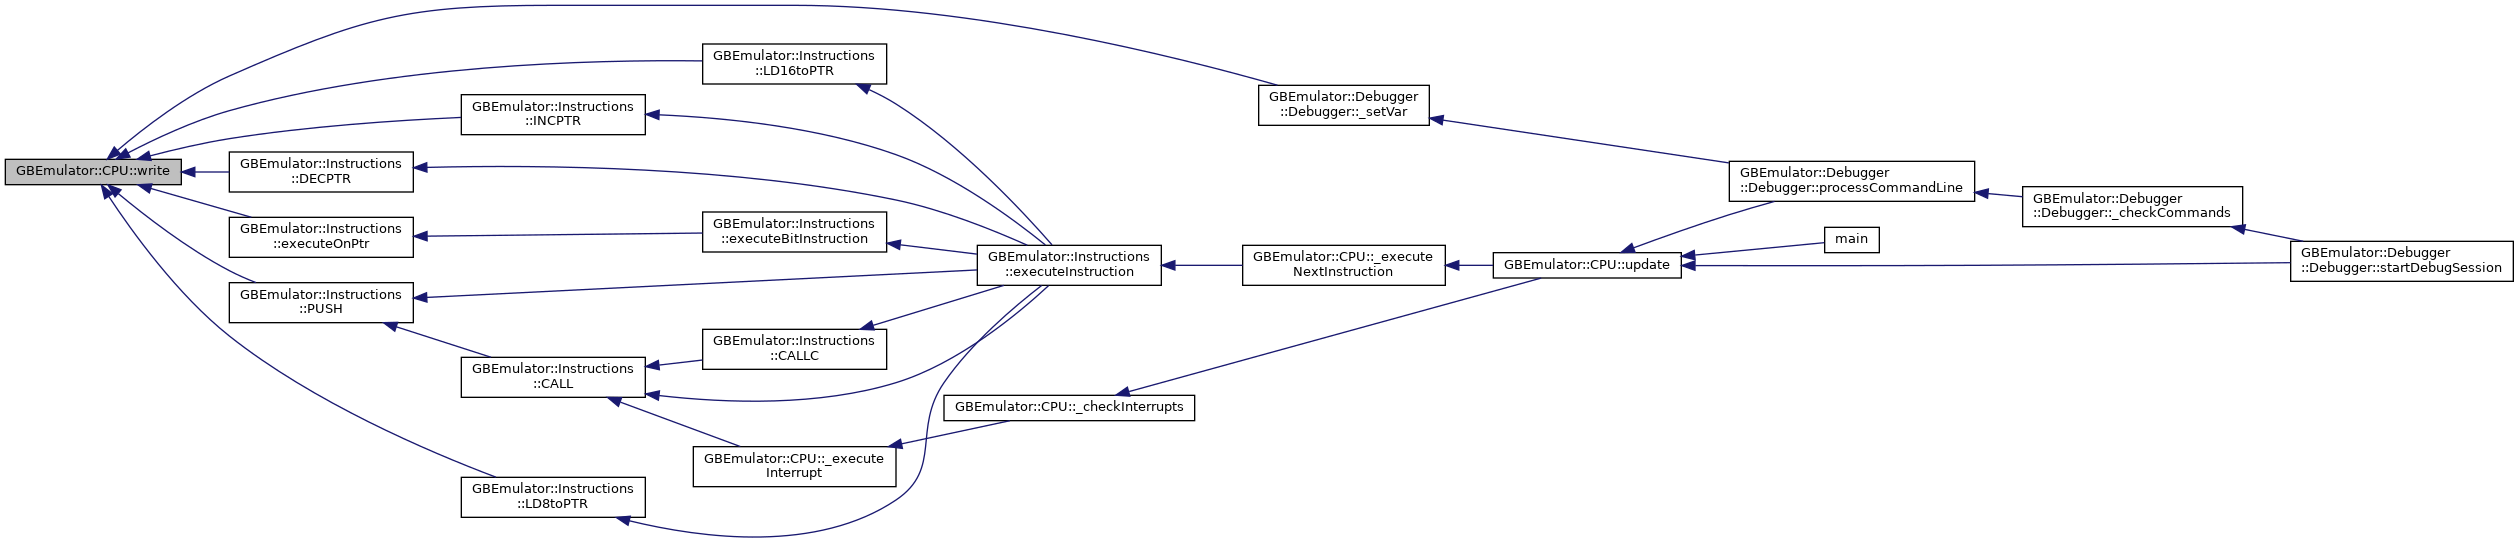 GBEmulator::CPU::write
GBEmulator::Instructions
::LD16toPTR
GBEmulator::Instructions
::INCPTR
GBEmulator::Instructions
::DECPTR
GBEmulator::Instructions
::executeOnPtr
GBEmulator::Instructions
::executeBitInstruction
GBEmulator::Instructions
::PUSH
GBEmulator::Instructions
::CALLC
GBEmulator::Instructions
::CALL
GBEmulator::CPU::_execute
Interrupt
GBEmulator::Instructions
::LD8toPTR
GBEmulator::CPU::_checkInterrupts
GBEmulator::Instructions
::executeInstruction
GBEmulator::CPU::_execute
NextInstruction
GBEmulator::Debugger
::Debugger::_setVar
GBEmulator::CPU::update
GBEmulator::Debugger
::Debugger::processCommandLine
main
GBEmulator::Debugger
::Debugger::_checkCommands
GBEmulator::Debugger
::Debugger::startDebugSession